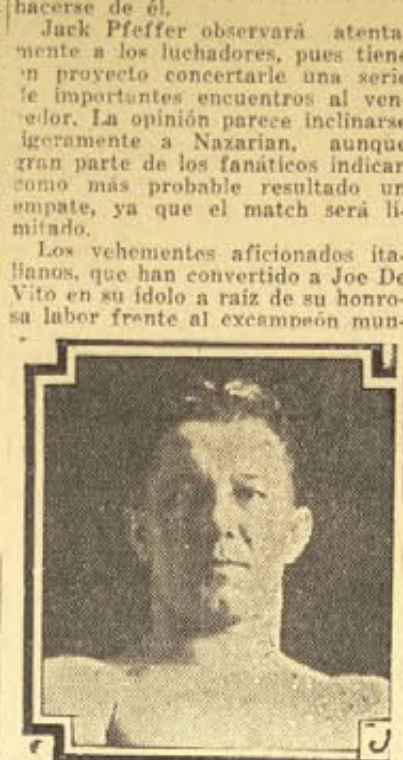 hacerse de él.
Jack Pfeffer observará atenta-
mente a los luchadores, pues tiene
en proyecto concertarle una serie
de importantes encuentros al ven-
cedor. La opinión parece inclinarse
ligeramente a Nazarian, aunque
gran parte de los fanáticos indican
como más probable resultado un
empate, ya que el match será li-
mitado.
Los vehementes aficionados ita-
lianos, que han convertido a Joe De
Vito en su ídolo a raíz de su honro-
sa labor frente al excampeón mun-